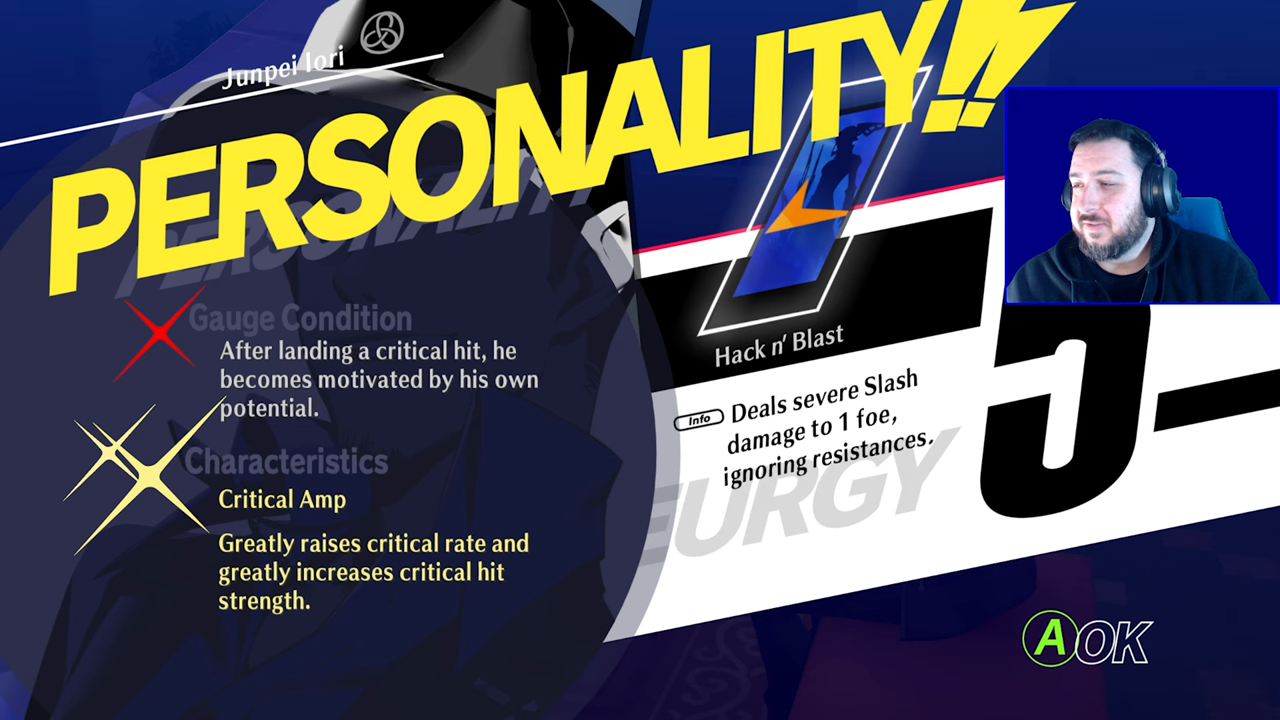 Junpei Iori
PERSONALITY!!
PERSONALITY
Gauge Condition
After landing a critical hit, he
becomes motivated by his own
potential.
Characteristics
Critical Amp
Greatly raises critical rate and
greatly increases critical hit
strength.
Hack n' Blast
Info Deals severe Slash
damage to 1 foe,
ignoring resistances.
EURGY
A OK